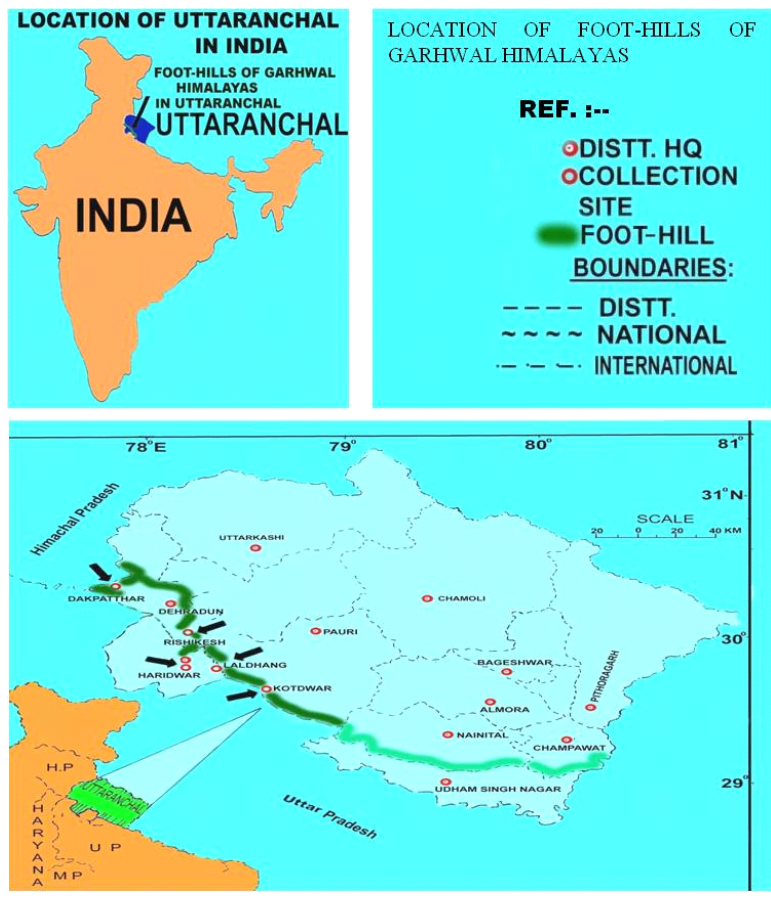 LOCATION OF UTTARANCHAL
IN INDIA
FOOT-HILLS OF GARHWAL
HIMALAYAS
IN UTTARANCHAL
UTTARANCHAL
INDIA
LOCATION OF FOOT-HILLS OF
GARHWAL HIMALAYAS
REF. :--
DISTT. HQ
COLLECTION
SITE
FOOT-HILL
BOUNDARIES:
DISTT.
NATIONAL
INTERNATIONAL
78°E
79°
80°
81°
31°N
Himachal Pradesh
SCALE
20 0 20 40 KM
UTTARKASHI
DAKPATTHAR
CHAMOLI
DEHRADUN
PAURI
30°
RISHIKESH
LALDHANG
BAGESHWAR
PITHORAGARH
HARIDWAR
KOTDWAR
ALMORA
NAINITAL
CHAMPAWAT
H.P
29°
UDHAM SINGH NAGAR
UTTARANCHAL
Uttar Pradesh
HARYANA
U P
M P